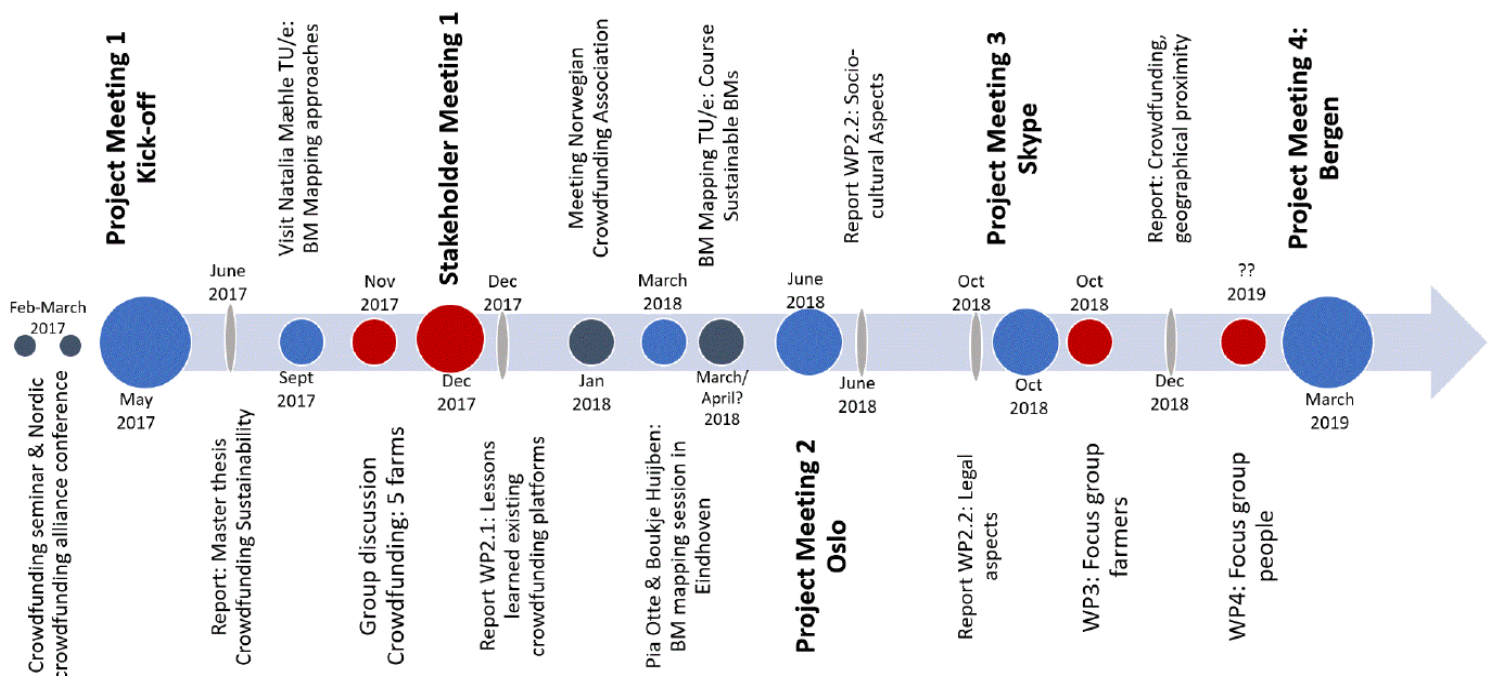 Project Meeting 1
Kick-off
Visit Natalia Mæhle TU/e:
BM Mapping approaches
Stakeholder Meeting 1
Meeting Norwegian
Crowdfunding Association
BM Mapping TU/e: Course
Sustainable BMs
Report WP2.2: Socio-
cultural Aspects
Project Meeting 3
Skype
Report: Crowdfunding,
geographical proximity
Project Meeting 4:
Bergen
Feb-March
2017
June
2017
Nov
2017
Dec
2017
March
2018
June
2018
Oct
2018
Oct
2018
??
2019
May
2017
Sept
2017
Dec
2017
Jan
2018
March/
April?
2018
June
2018
Oct
2018
Dec
2018
March
2019
Crowdfunding seminar & Nordic
crowdfunding alliance conference
Report: Master thesis
Crowdfunding Sustainability
Group discussion
Crowdfunding: 5 farms
Report WP2.1: Lessons
learned existing
crowdfunding platforms
Pia Otte & Boukje Huijben:
BM mapping session in
Eindhoven
Project Meeting 2
Oslo
Report WP2.2: Legal
aspects
WP3: Focus group
farmers
WP4: Focus group
people